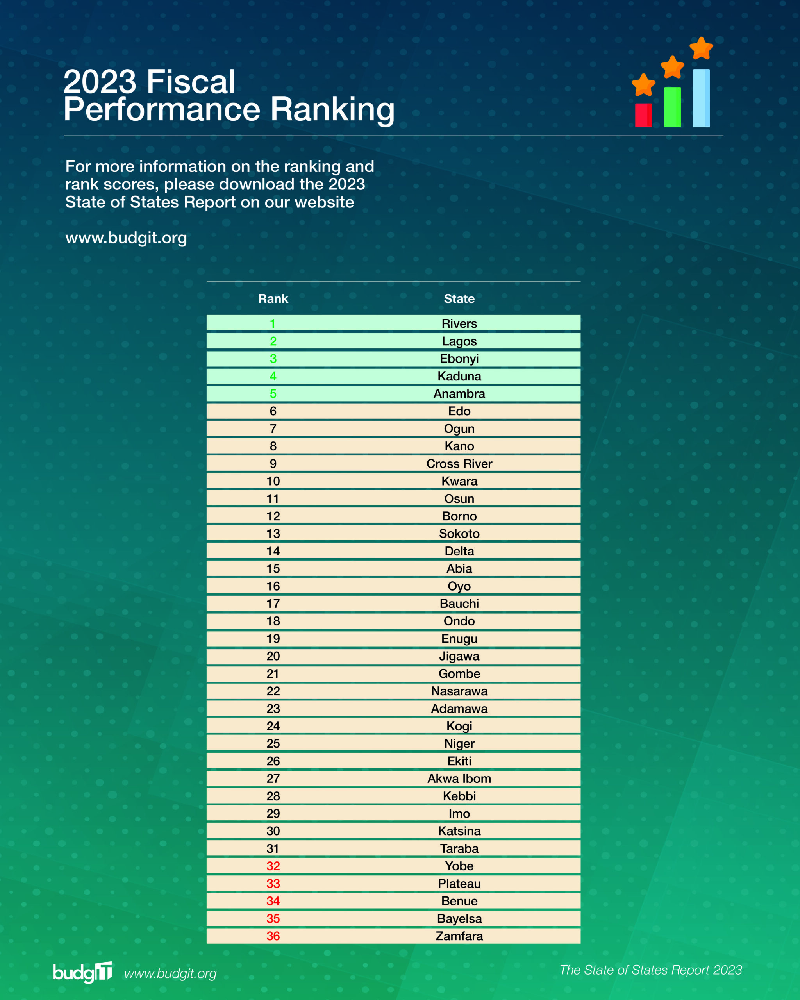 2023 Fiscal
Performance Ranking
For more information on the ranking and
rank scores, please download the 2023
State of States Report on our website
www.budgit.org
Rank State
1 Rivers
2 Lagos
3 Ebonyi
4 Kaduna
5 Anambra
6 Edo
7 Ogun
8 Kano
9 Cross River
10 Kwara
11 Osun
12 Borno
13 Sokoto
14 Delta
15 Abia
16 Oyo
17 Bauchi
18 Ondo
19 Enugu
20 Jigawa
21 Gombe
22 Nasarawa
23 Adamawa
24 Kogi
25 Niger
26 Ekiti
27 Akwa Ibom
28 Kebbi
29 Imo
30 Katsina
31 Taraba
32 Yobe
33 Plateau
34 Benue
35 Bayelsa
36 Zamfara
budgIT www.budgit.org The State of States Report 2023